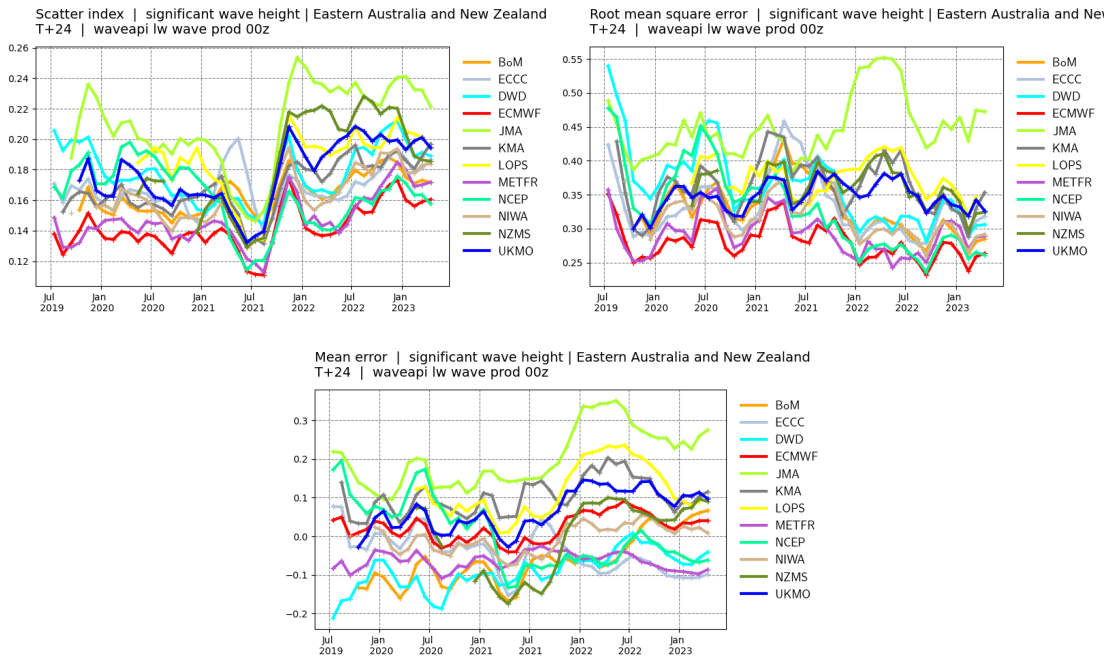 Scatter index | significant wave height | Eastern Australia and New Zealand
T+24 | waveapi lw wave prod 00z
0.26
0.24
0.22
0.20
0.18
0.16
0.14
0.12
Jul
2019
Jan
2020
Jul
2020
Jan
2021
Jul
2021
Jan
2022
Jul
2022
Jan
2023
BoM
ECCC
DWD
ECMWF
JMA
KMA
LOPS
METFR
NCEP
NIWA
NZMS
UKMO
Root mean square error | significant wave height | Eastern Australia and New
T+24 | waveapi lw wave prod 00z
0.55
0.50
0.45
0.40
0.35
0.30
0.25
Jul
2019
Jan
2020
Jul
2020
Jan
2021
Jul
2021
Jan
2022
Jul
2022
Jan
2023
BoM
ECCC
DWD
ECMWF
JMA
KMA
LOPS
METFR
NCEP
NIWA
NZMS
UKMO
Mean error | significant wave height | Eastern Australia and New Zealand
T+24 | waveapi lw wave prod 00z
0.3
0.2
0.1
0.0
−0.1
−0.2
Jul
2019
Jan
2020
Jul
2020
Jan
2021
Jul
2021
Jan
2022
Jul
2022
Jan
2023
BoM
ECCC
DWD
ECMWF
JMA
KMA
LOPS
METFR
NCEP
NIWA
NZMS
UKMO